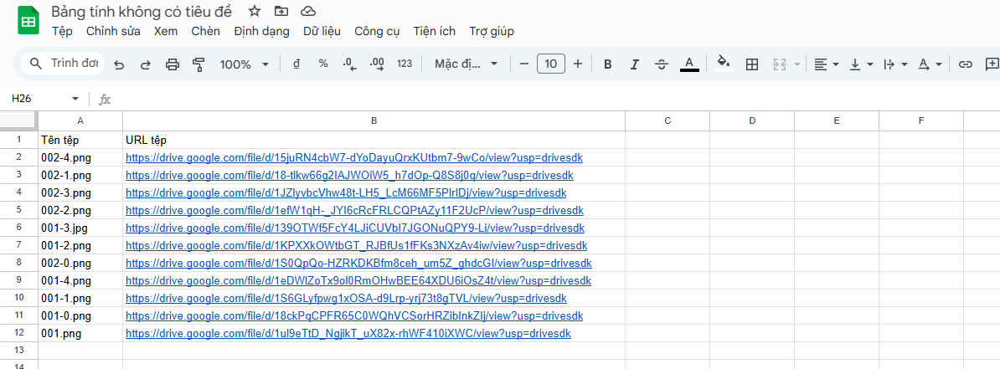 Bảng tính không có tiêu đề
Tệp Chỉnh sửa Xem Chèn Định dạng Dữ liệu Công cụ Tiện ích Trợ giúp
Trình đơn 100% đ % .0 .00 123 Mặc đị... 10 B I S A A
H26 fx
A B C D E F
1 Tên tệp URL tệp
2 002-4.png https://drive.google.com/file/d/15juRN4cbW7-dYoDayuQrxKUtbm7-9wCo/view?usp=drivesdk
3 002-1.png https://drive.google.com/file/d/18-tlkw66g2IAJWOiW5_h7dOp-Q8S8j0q/view?usp=drivesdk
4 002-3.png https://drive.google.com/file/d/1JZlyvbcVhw48t-LH5_LcM66MF5PIrIDj/view?usp=drivesdk
5 002-2.png https://drive.google.com/file/d/1efW1qH-_JYI6cRcFRLCQPtAZy11F2UcP/view?usp=drivesdk
6 001-3.jpg https://drive.google.com/file/d/139OTWf5FcY4LJiCUVbI7JGONuQPY9-Li/view?usp=drivesdk
7 001-2.png https://drive.google.com/file/d/1KPXXkOWtbGT_RJBfUs1fFKs3NXzAv4iw/view?usp=drivesdk
8 002-0.png https://drive.google.com/file/d/1S0QpQo-HZRKDKBfm8ceh_um5Z_ghdcGI/view?usp=drivesdk
9 001-4.png https://drive.google.com/file/d/1eDWIZoTx9oI0RmOHwBEE64XDU6iOsZ4t/view?usp=drivesdk
10 001-1.png https://drive.google.com/file/d/1S6GLyfpwg1xOSA-d9Lrp-yrj73t8gTVL/view?usp=drivesdk
11 001-0.png https://drive.google.com/file/d/18ckPqCPFR65C0WQhVCSorHRZibInkZIj/view?usp=drivesdk
12 001.png https://drive.google.com/file/d/1uI9eTtD_NgjikT_uX82x-rhWF410iXWC/view?usp=drivesdk
13
14